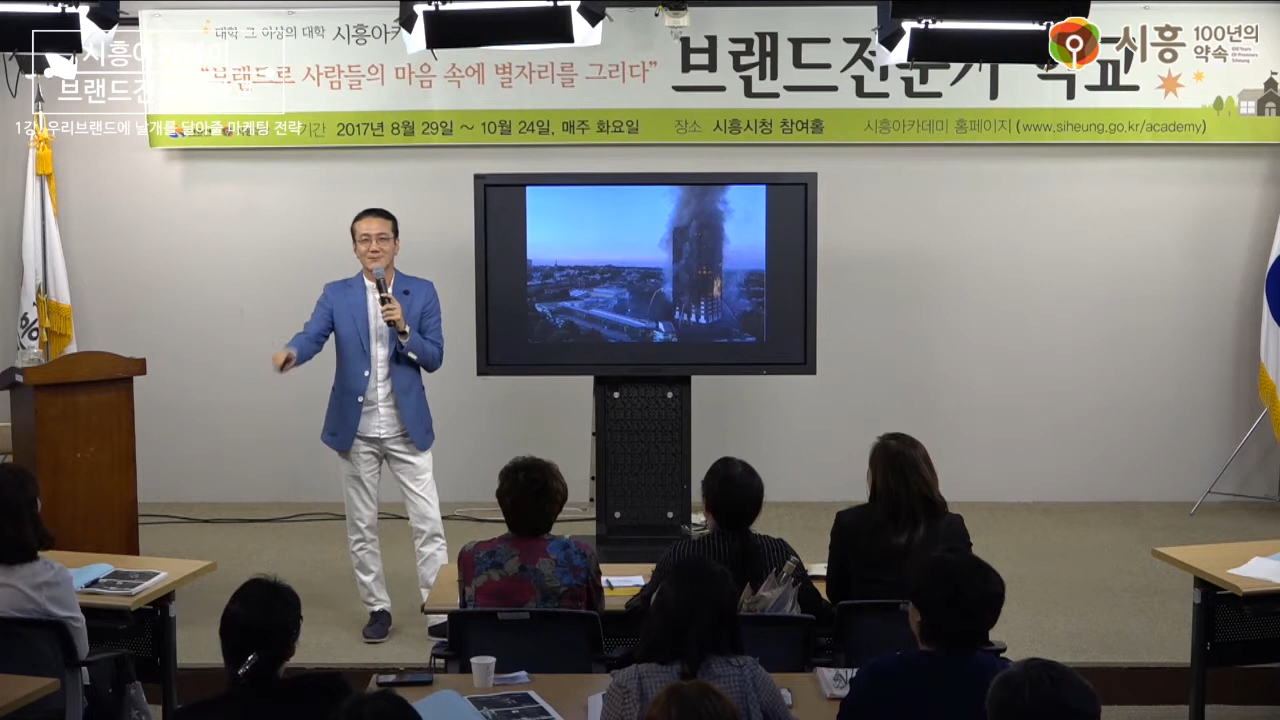 대학 그 이상의 대학 시흥아카
“브랜드로 사람들의 마음 속에 별자리를 그리다”
브랜드전문가 학교
기간 2017년 8월 29일 ~ 10월 24일, 매주 화요일 장소 시흥시청 참여홀 시흥아카데미 홈페이지 (www.siheung.go.kr/academy)
시흥아카데미
브랜드전
1강. 우리브랜드에 날개를 달아줄 마케팅 전략
시흥 100년의
약속